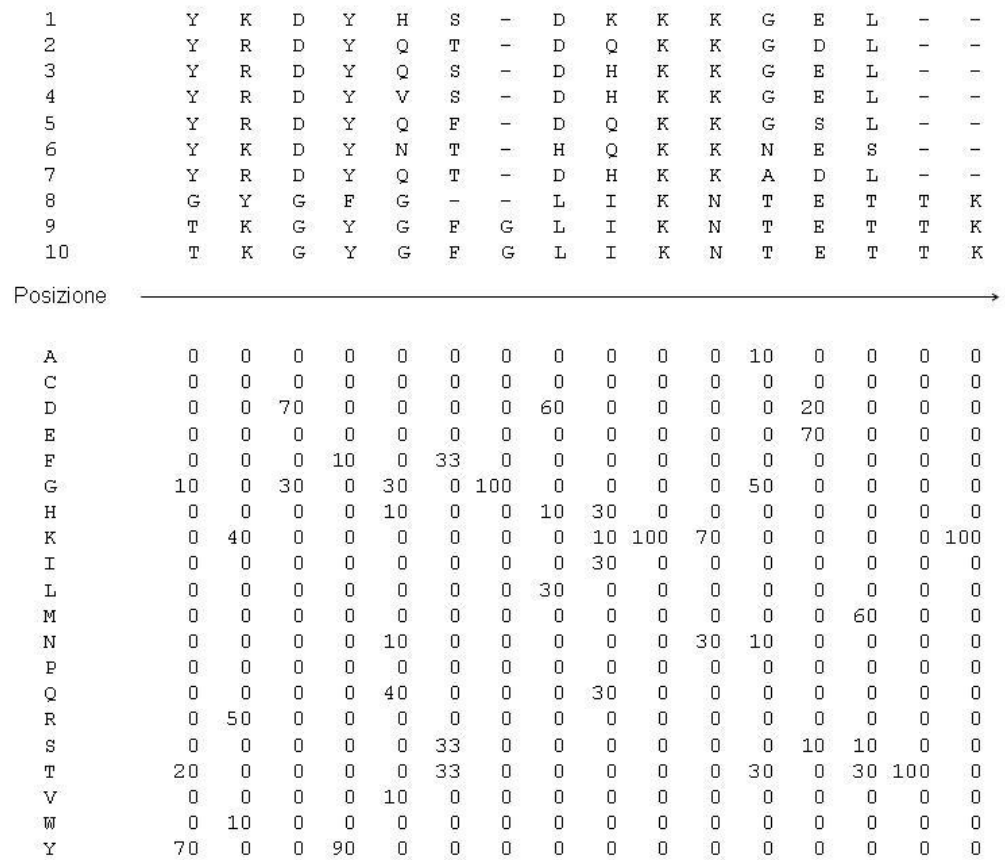 1 Y K D Y H S - D K K K G E L - -
2 Y R D Y Q T - D Q K K G D L - -
3 Y R D Y Q S - D H K K G E L - -
4 Y R D Y V S - D H K K G E L - -
5 Y R D Y Q F - D Q K K G S L - -
6 Y K D Y N T - H Q K K N E S - -
7 Y R D Y Q T - D H K K A D L - -
8 G Y G F G - - L I K N T E T T K
9 T K G Y G F G L I K N T E T T K
10 T K G Y G F G L I K N T E T T K
Posizione
A 0 0 0 0 0 0 0 0 0 0 0 10 0 0 0 0
C 0 0 0 0 0 0 0 0 0 0 0 0 0 0 0 0
D 0 0 70 0 0 0 0 60 0 0 0 0 20 0 0 0
E 0 0 0 0 0 0 0 0 0 0 0 0 70 0 0 0
F 0 0 0 10 0 33 0 0 0 0 0 0 0 0 0 0
G 10 0 30 0 30 0 100 0 0 0 0 50 0 0 0 0
H 0 0 0 0 10 0 0 10 30 0 0 0 0 0 0 0
K 0 40 0 0 0 0 0 0 10 100 70 0 0 0 0 100
I 0 0 0 0 0 0 0 0 30 0 0 0 0 0 0 0
L 0 0 0 0 0 0 0 30 0 0 0 0 0 0 0 0
M 0 0 0 0 0 0 0 0 0 0 0 0 0 60 0 0
N 0 0 0 0 10 0 0 0 0 0 30 10 0 0 0 0
P 0 0 0 0 0 0 0 0 0 0 0 0 0 0 0 0
Q 0 0 0 0 40 0 0 0 30 0 0 0 0 0 0 0
R 0 50 0 0 0 0 0 0 0 0 0 0 0 0 0 0
S 0 0 0 0 0 33 0 0 0 0 0 0 10 10 0 0
T 20 0 0 0 0 33 0 0 0 0 0 30 0 30 100 0
V 0 0 0 0 10 0 0 0 0 0 0 0 0 0 0 0
W 0 10 0 0 0 0 0 0 0 0 0 0 0 0 0 0
Y 70 0 0 90 0 0 0 0 0 0 0 0 0 0 0 0